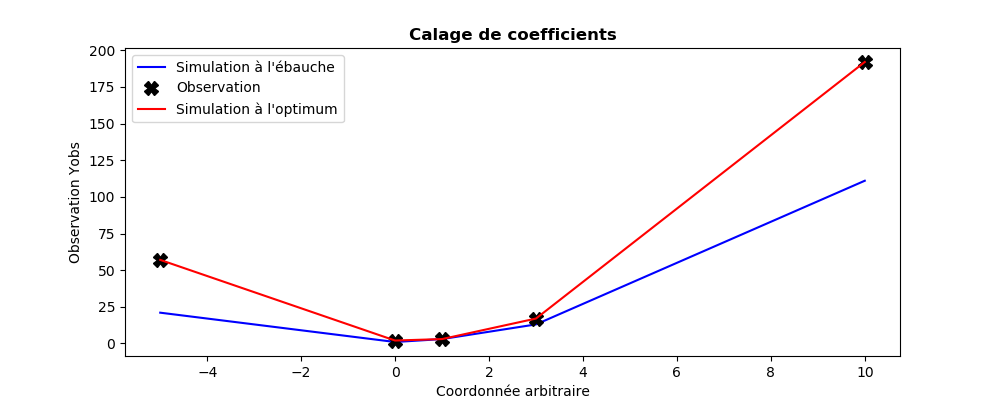 Calage de coefficients
Simulation à l'ébauche
Observation
Simulation à l'optimum
Observation Yobs
200
175
150
125
100
75
50
25
0
−4
−2
0
2
4
6
8
10
Coordonnée arbitraire